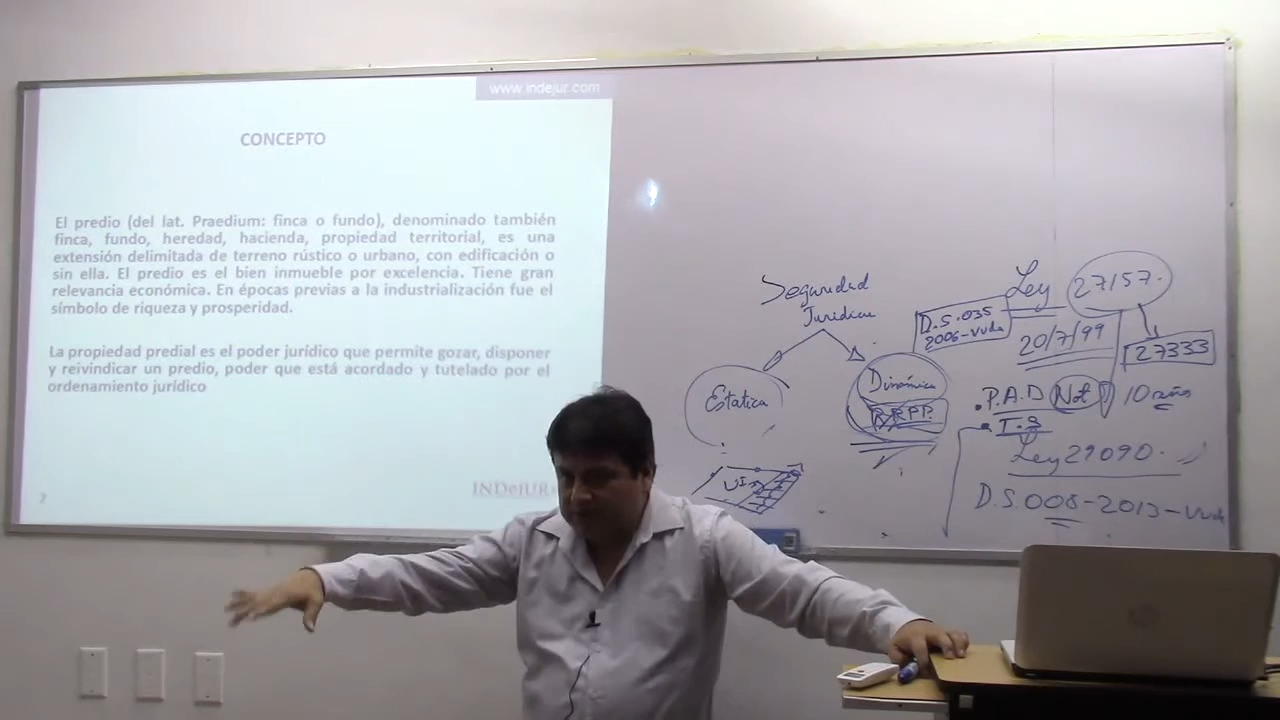 www.indejur.com
CONCEPTO
El predio (del lat. Praedium: finca o fundo), denominado también
finca, fundo, heredad, hacienda, propiedad territorial, es una
extensión delimitada de terreno rústico o urbano, con edificación o
sin ella. El predio es el bien inmueble por excelencia. Tiene gran
relevancia económica. En épocas previas a la industrialización fue el
símbolo de riqueza y prosperidad.
La propiedad predial es el poder jurídico que permite gozar, disponer
y reivindicar un predio, poder que está acordado y tutelado por el
ordenamiento jurídico
7
INDeJUR
Seguridad
Jurídica
Estatica
Dinámica
RRPP.
D.S.035
2006-Vvda
Ley 27157.
20/7/99
27333
P.A.D Not 10 años
T.S
Ley 29090.
D.S.008-2013-Vvda